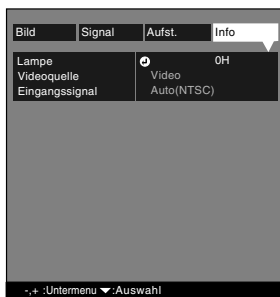 Bild Signal Aufst. Info
Lampe 0H
Videoquelle Video
Eingangssignal Auto(NTSC)
-,+ :Untermenu ▼:Auswahl